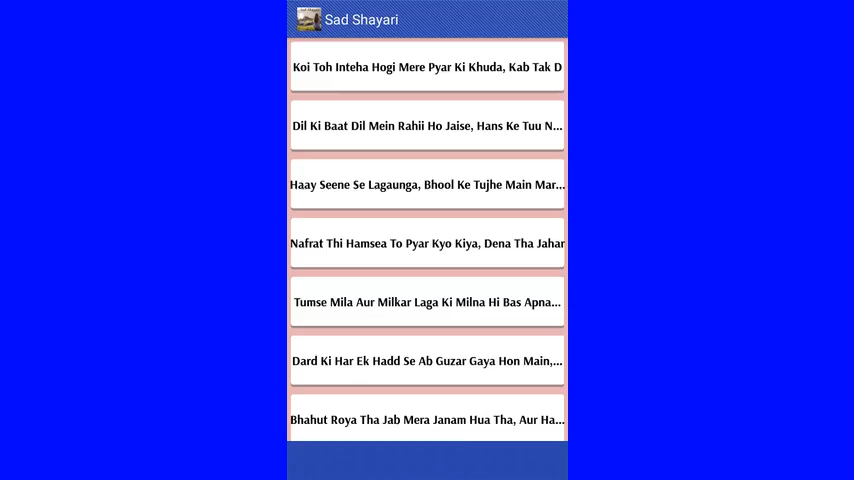 Sad Shayari
Koi Toh Inteha Hogi Mere Pyar Ki Khuda, Kab Tak D
Dil Ki Baat Dil Mein Rahii Ho Jaise, Hans Ke Tuu N...
Haay Seene Se Lagaunga, Bhool Ke Tujhe Main Mar...
Nafrat Thi Hamsea To Pyar Kyo Kiya, Dena Tha Jahar
Tumse Mila Aur Milkar Laga Ki Milna Hi Bas Apna...
Dard Ki Har Ek Hadd Se Ab Guzar Gaya Hon Main,...
Bhahut Roya Tha Jab Mera Janam Hua Tha, Aur Ha...